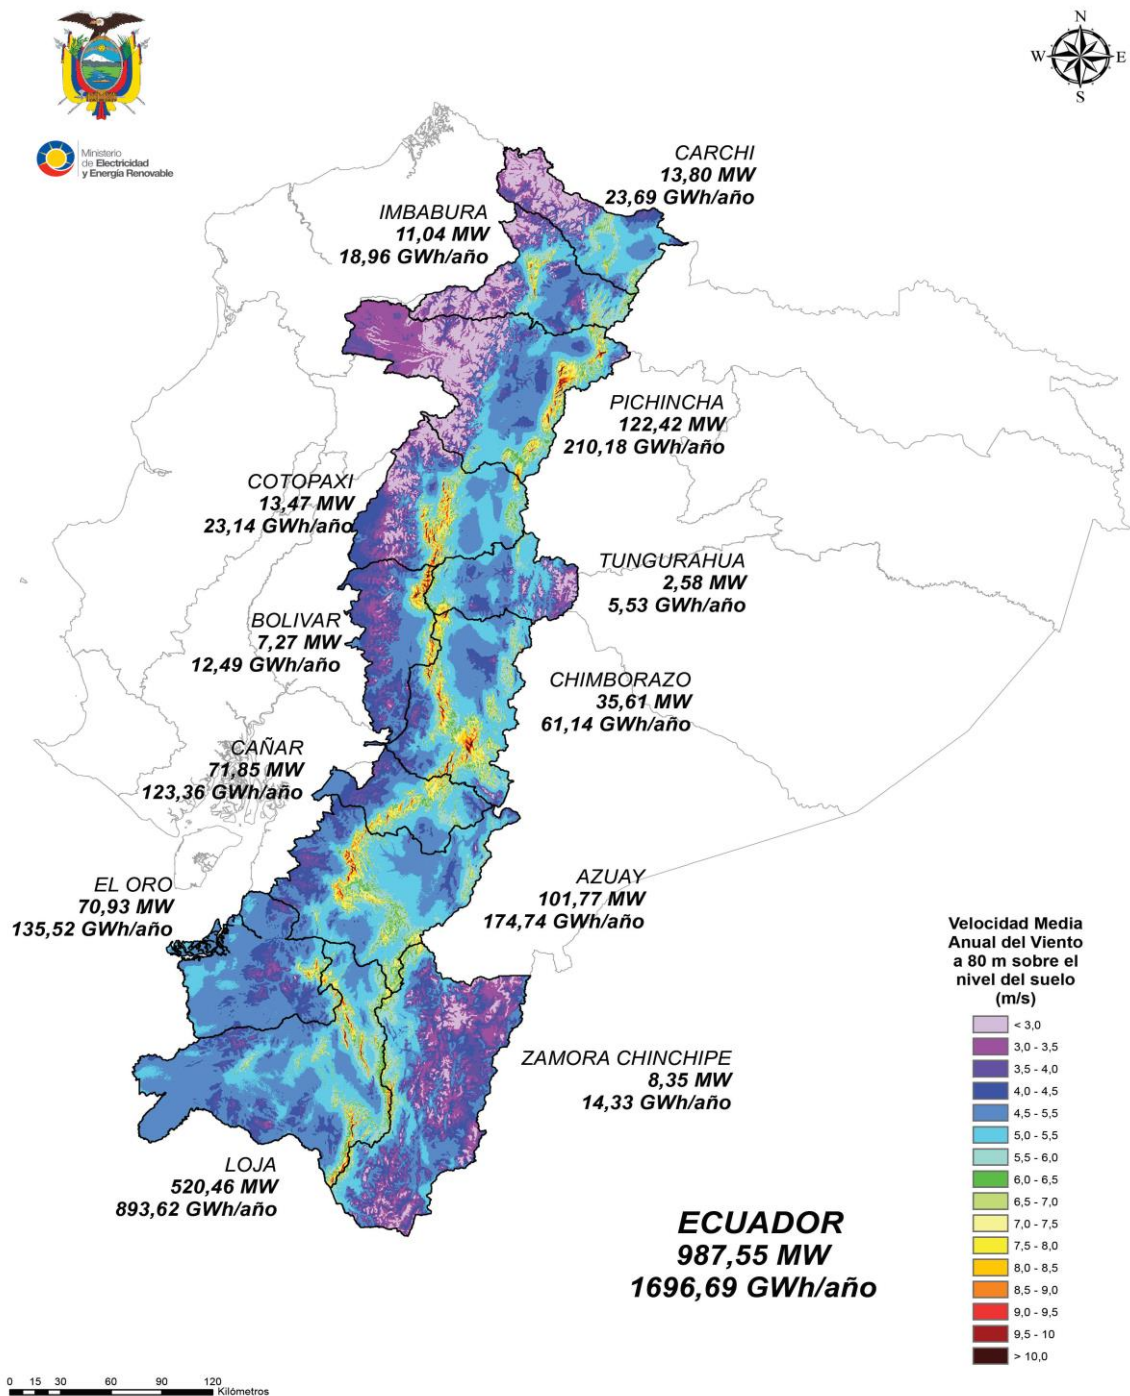 N
W
E
S
Ministerio
de Electricidad
y Energía Renovable
CARCHI
13,80 MW
23,69 GWh/año
IMBABURA
11,04 MW
18,96 GWh/año
PICHINCHA
122,42 MW
210,18 GWh/año
COTOPAXI
13,47 MW
23,14 GWh/año
TUNGURAHUA
2,58 MW
5,53 GWh/año
BOLIVAR
7,27 MW
12,49 GWh/año
CHIMBORAZO
35,61 MW
61,14 GWh/año
CAÑAR
71,85 MW
123,36 GWh/año
EL ORO
70,93 MW
135,52 GWh/año
AZUAY
101,77 MW
174,74 GWh/año
ZAMORA CHINCHIPE
8,35 MW
14,33 GWh/año
LOJA
520,46 MW
893,62 GWh/año
ECUADOR
987,55 MW
1696,69 GWh/año
Velocidad Media
Anual del Viento
a 80 m sobre el
nivel del suelo
(m/s)
< 3,0
3,0 - 3,5
3,5 - 4,0
4,0 - 4,5
4,5 - 5,5
5,0 - 5,5
5,5 - 6,0
6,0 - 6,5
6,5 - 7,0
7,0 - 7,5
7,5 - 8,0
8,0 - 8,5
8,5 - 9,0
9,0 - 9,5
9,5 - 10
> 10,0
0 15 30 60 90 120
Kilómetros